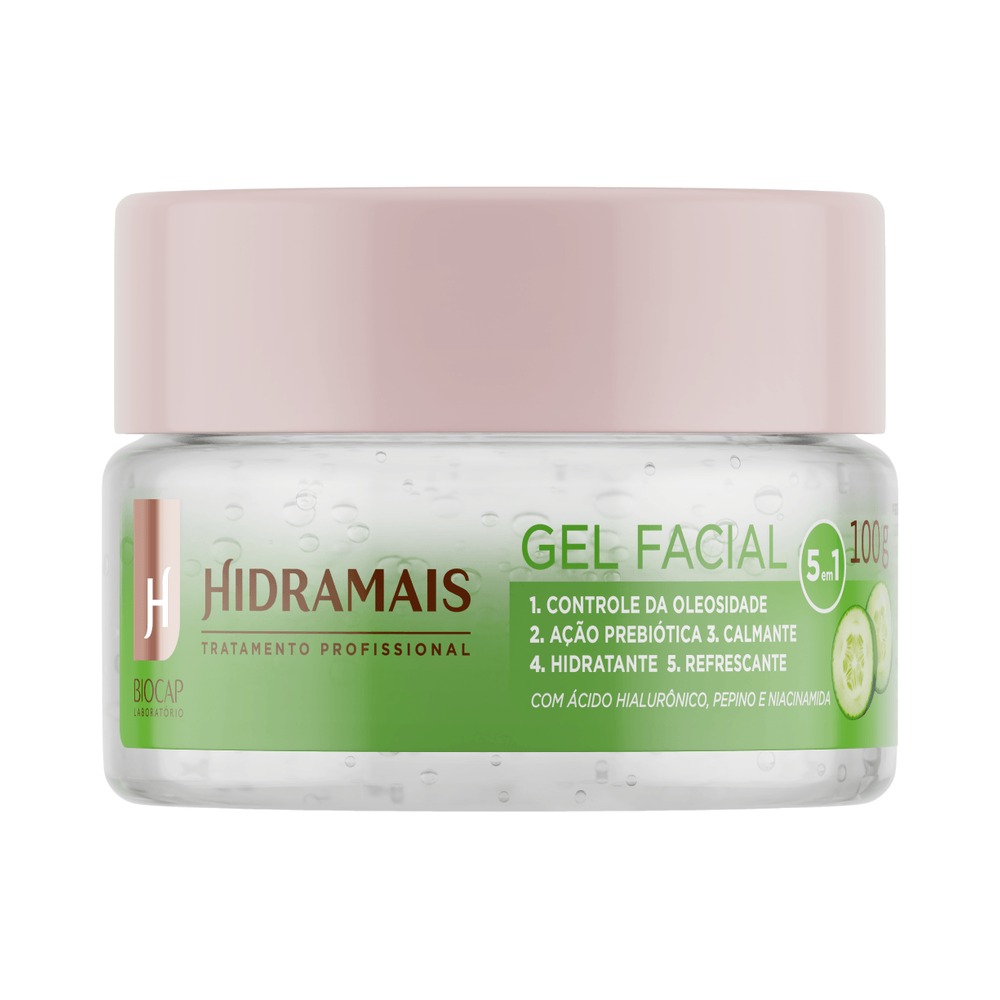 H
HIDRAMAIS
TRATAMENTO PROFISSIONAL
BIOCAP
LABORATÓRIO
GEL FACIAL
5 em 1
100g
1. CONTROLE DA OLEOSIDADE
2. AÇÃO PREBIÓTICA 3. CALMANTE
4. HIDRATANTE 5. REFRESCANTE
COM ÁCIDO HIALURÔNICO, PEPINO E NIACINAMIDA